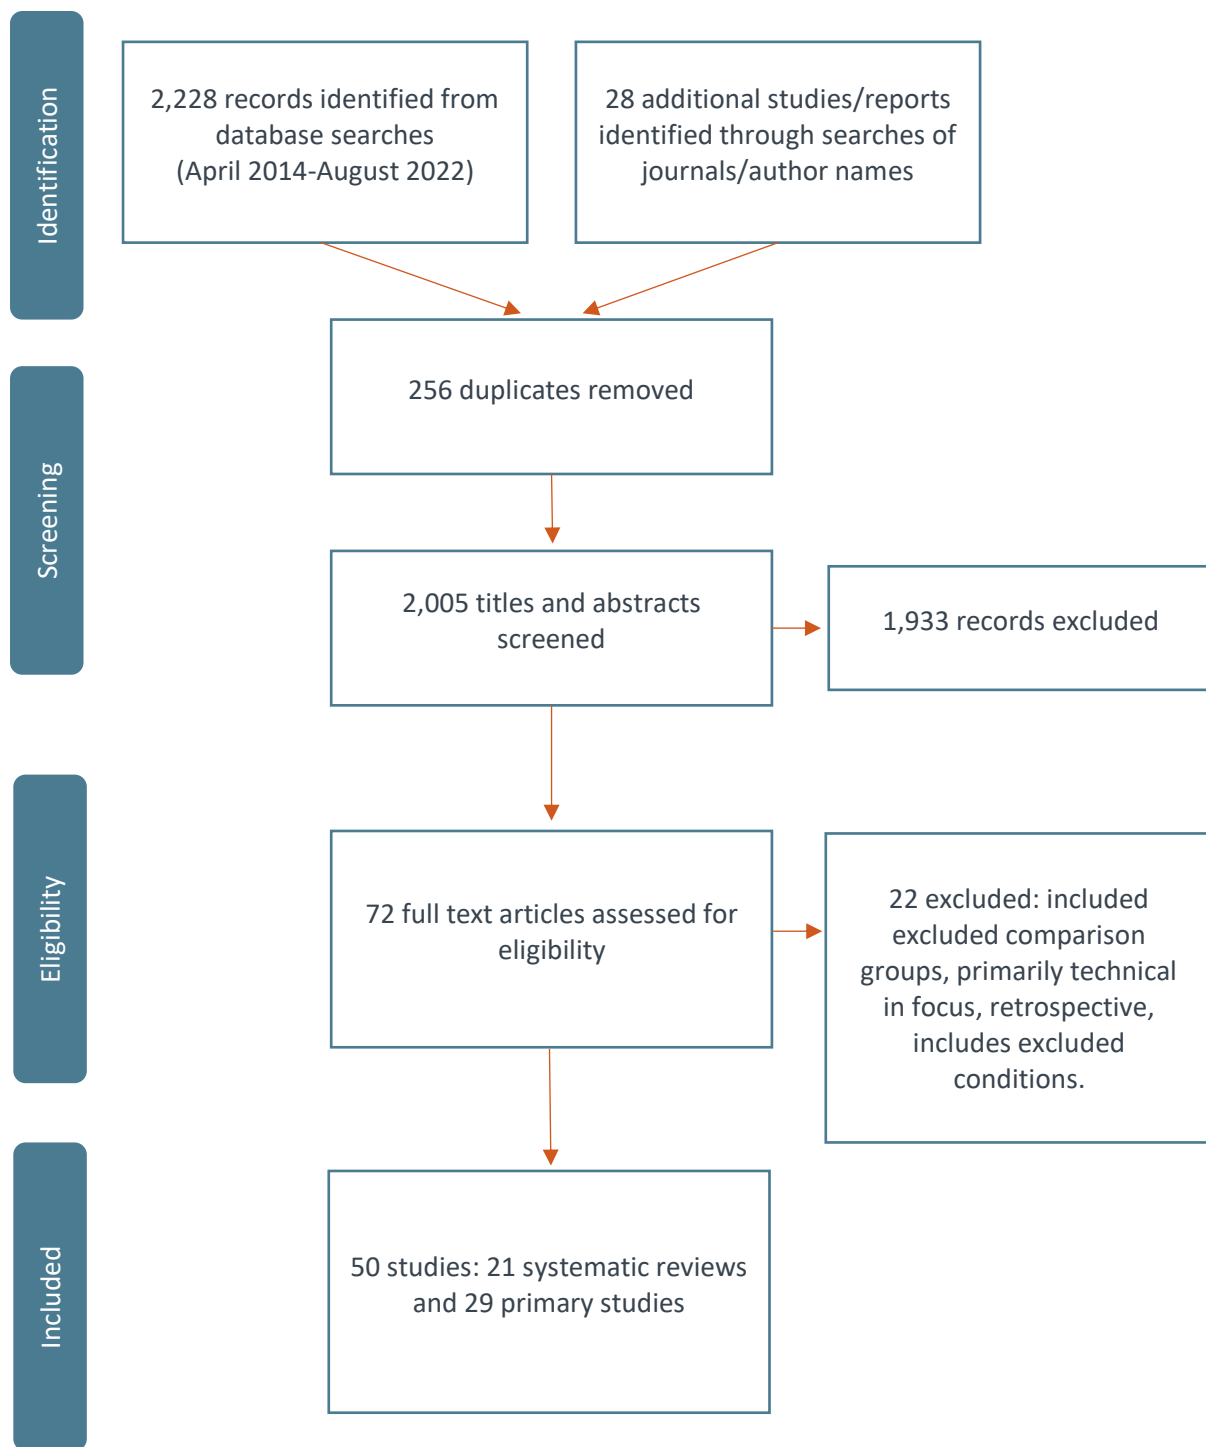 Identification
2,228 records identified from
database searches
(April 2014-August 2022)
28 additional studies/reports
identified through searches of
journals/author names
Screening
256 duplicates removed
2,005 titles and abstracts
screened
1,933 records excluded
Eligibility
72 full text articles assessed for
eligibility
22 excluded: included
excluded comparison
groups, primarily technical
in focus, retrospective,
includes excluded
conditions.
Included
50 studies: 21 systematic reviews
and 29 primary studies